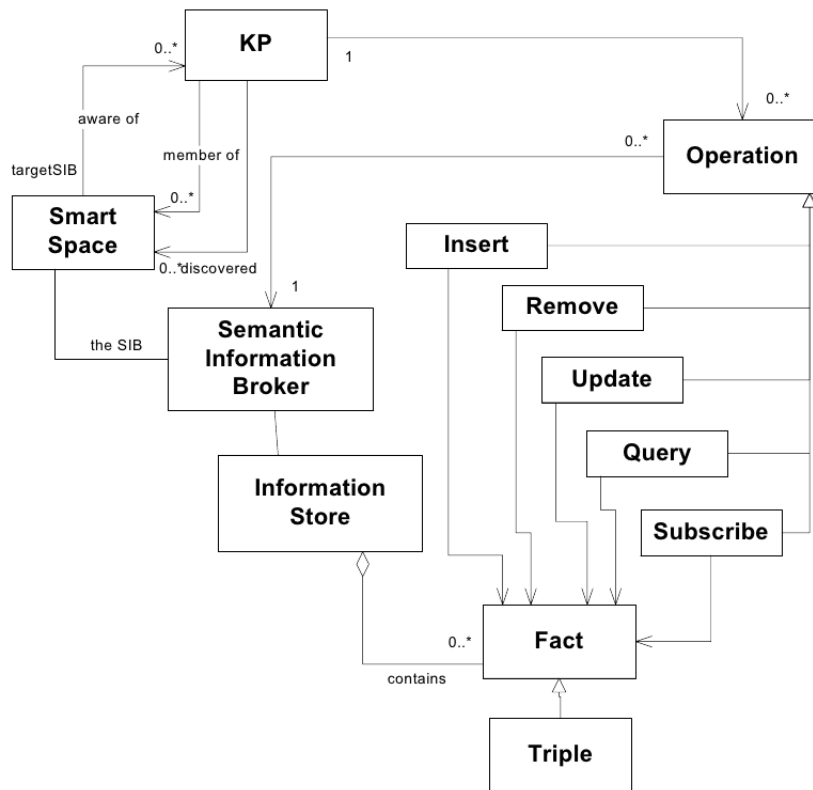 KP
0..*
1
aware of
0..*
member of
0..*
Operation
targetSIB
0..*
Smart
Space
Insert
0..*discovered
1
Remove
Semantic
Information
Broker
the SIB
Update
Query
Information
Store
Subscribe
0..*
Fact
contains
Triple